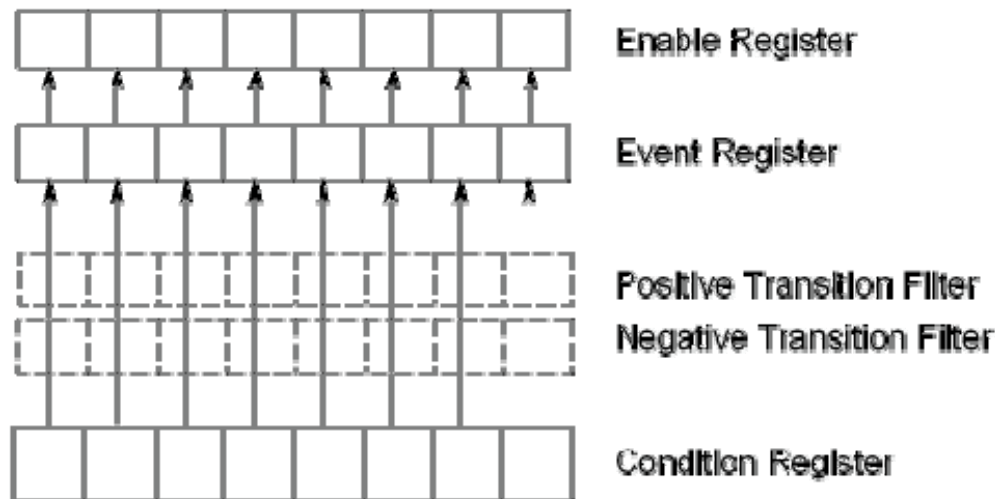 Enable Register
Event Register
Positive Transition Filter
Negative Transition Filter
Condition Register